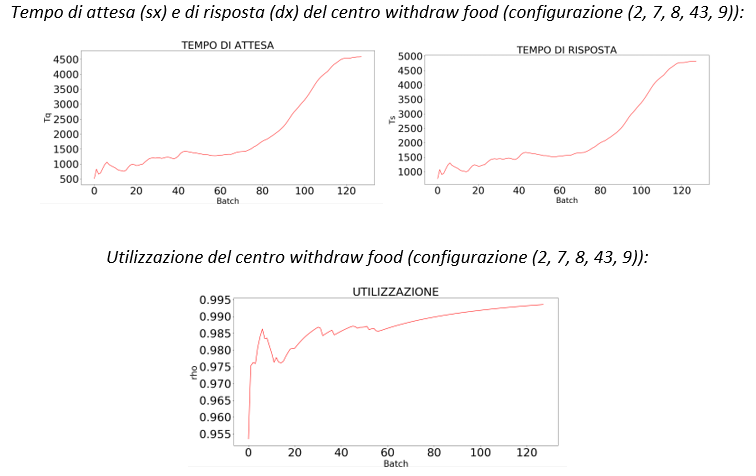 Tempo di attesa (sx) e di risposta (dx) del centro withdraw food (configurazione (2, 7, 8, 43, 9)):
TEMPO DI ATTESA
4500
4000
3500
3000
2500
2000
1500
1000
500
Tq
0 20 40 60 80 100 120
Batch
TEMPO DI RISPOSTA
5000
4500
4000
3500
3000
2500
2000
1500
1000
Ts
0 20 40 60 80 100 120
Batch
Utilizzazione del centro withdraw food (configurazione (2, 7, 8, 43, 9)):
UTILIZZAZIONE
0.995
0.990
0.985
0.980
0.975
0.970
0.965
0.960
0.955
rho
0 20 40 60 80 100 120
Batch